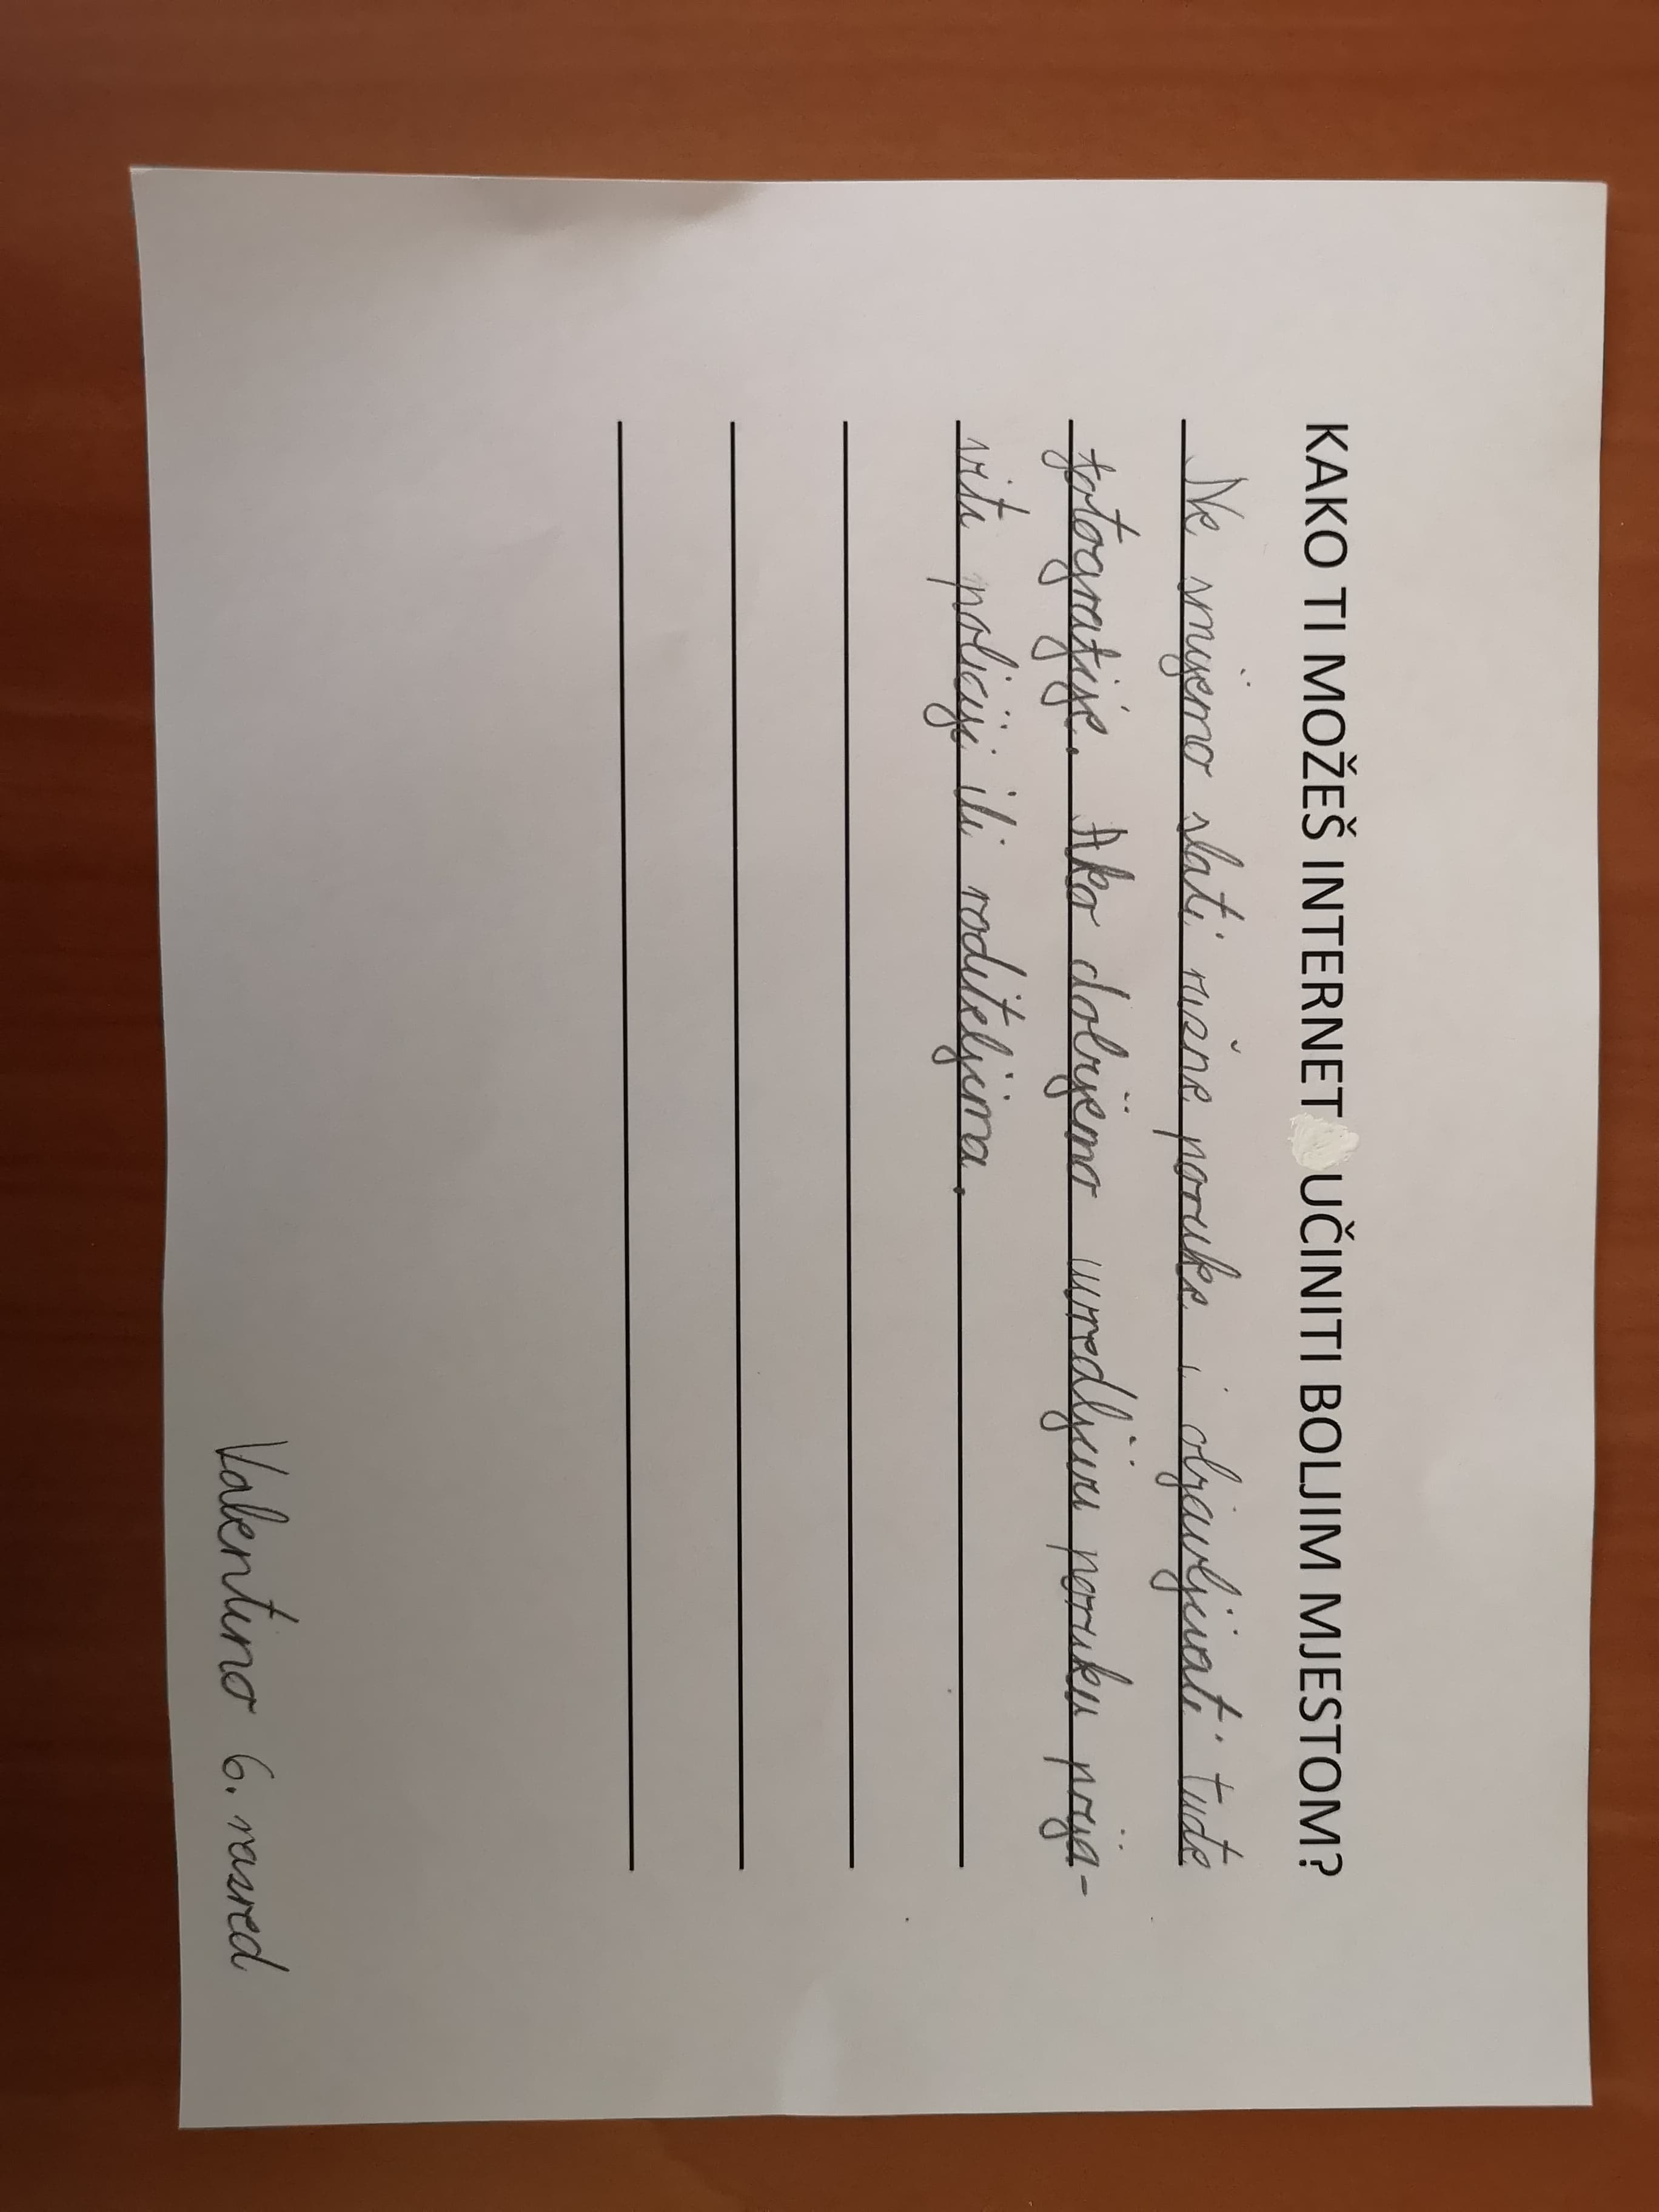 KAKO TI MOŽEŠ INTERNET UČINITI BOLJIM MJESTOM?
Ne smijemo slati ružne poruke i objavljivati tuđe
fotografije. Ako dobijemo uvredljivu poruku prija-
viti policiji ili roditeljima.
Valentino 6. razred